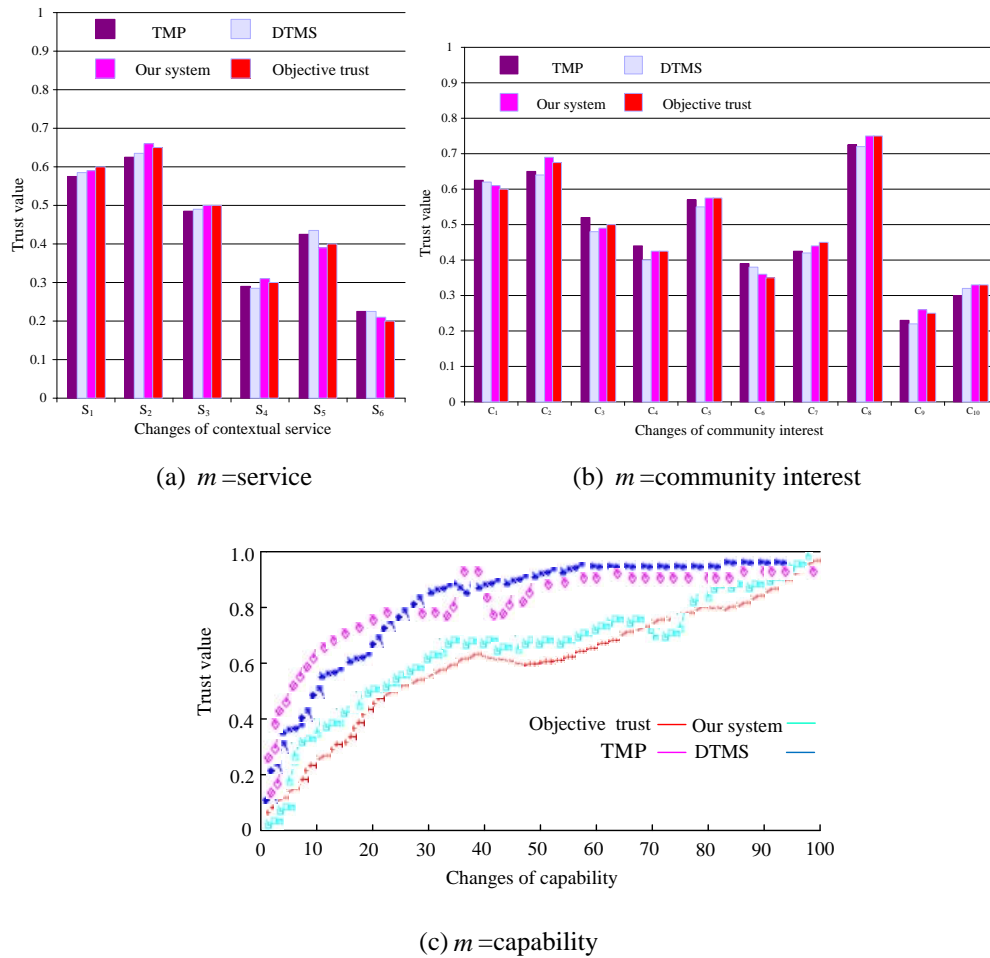 1
0.9
0.8
0.7
0.6
0.5
0.4
0.3
0.2
0.1
0
Trust value
TMP DTMS
Our system Objective trust
S1 S2 S3 S4 S5 S6
Changes of contextual service
(a) m =service
1
0.9
0.8
0.7
0.6
0.5
0.4
0.3
0.2
0.1
0
Trust value
TMP DTMS
Our system Objective trust
C1 C2 C3 C4 C5 C6 C7 C8 C9 C10
Changes of community interest
(b) m =community interest
1.0
0.8
0.6
0.4
0.2
0
Trust value
Objective trust Our system
TMP DTMS
0 10 20 30 40 50 60 70 80 90 100
Changes of capability
(c) m =capability